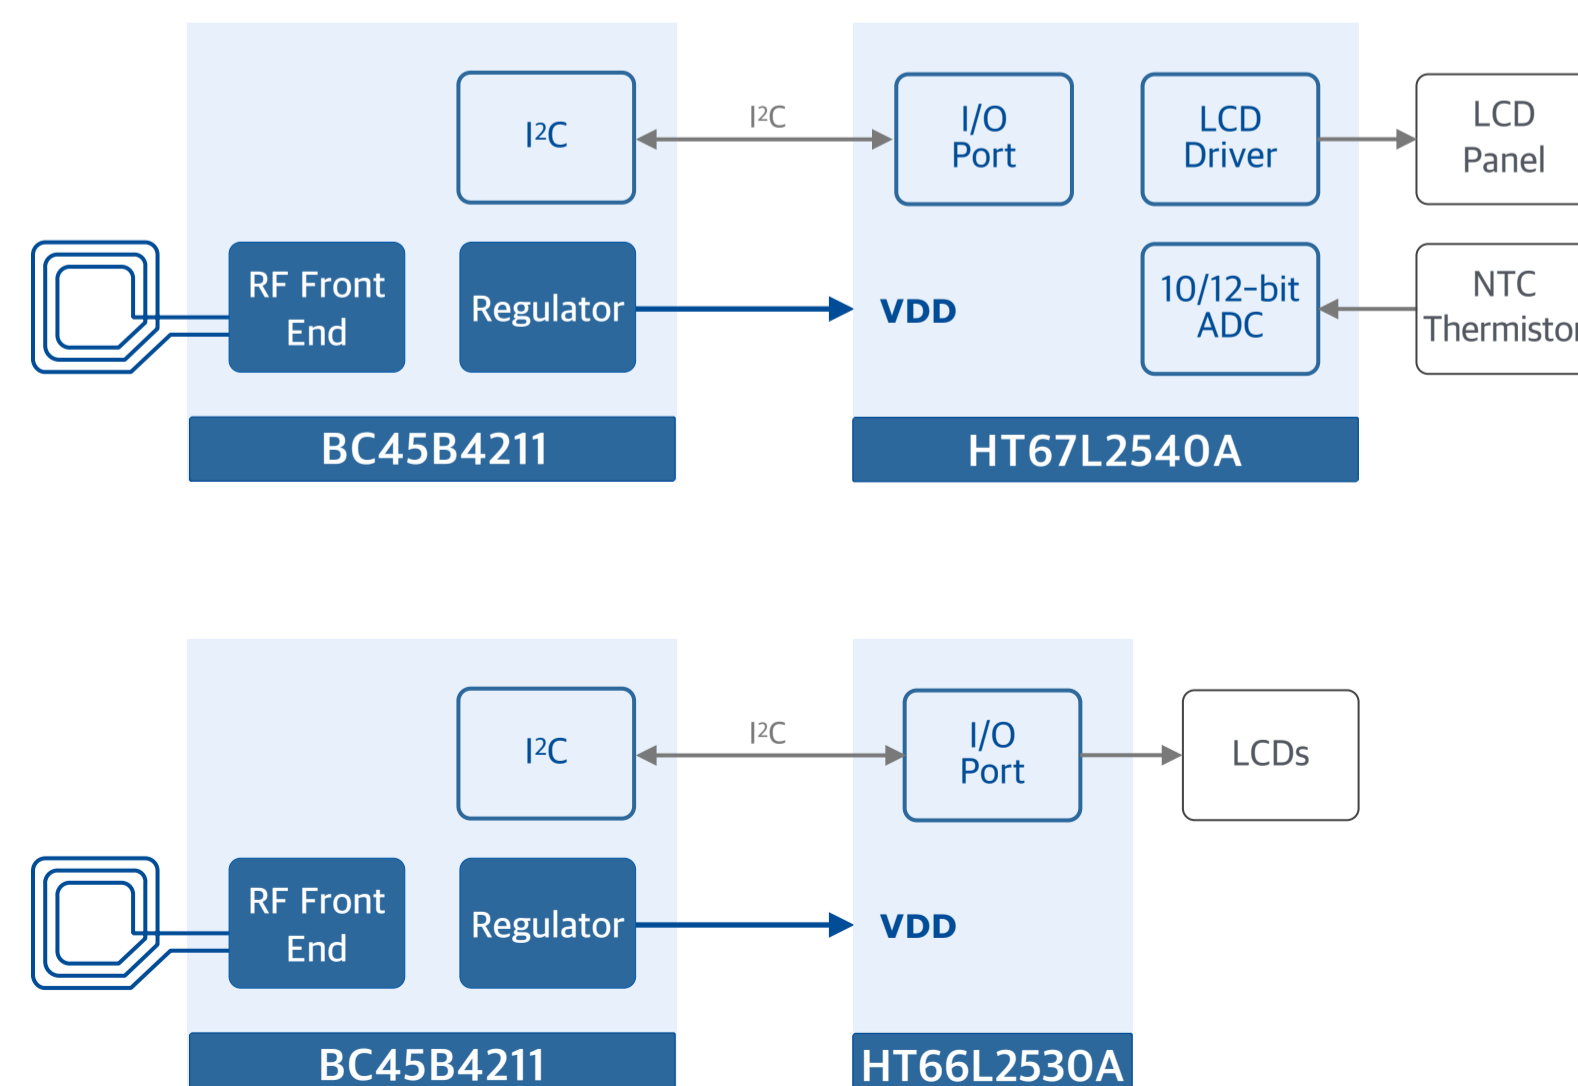 I²C
I²C
I/O
Port
LCD
Driver
LCD
Panel
RF Front
End
Regulator
VDD
10/12-bit
ADC
NTC
Thermistor
BC45B4211
HT67L2540A
I²C
I²C
I/O
Port
LCDs
RF Front
End
Regulator
VDD
BC45B4211
HT66L2530A